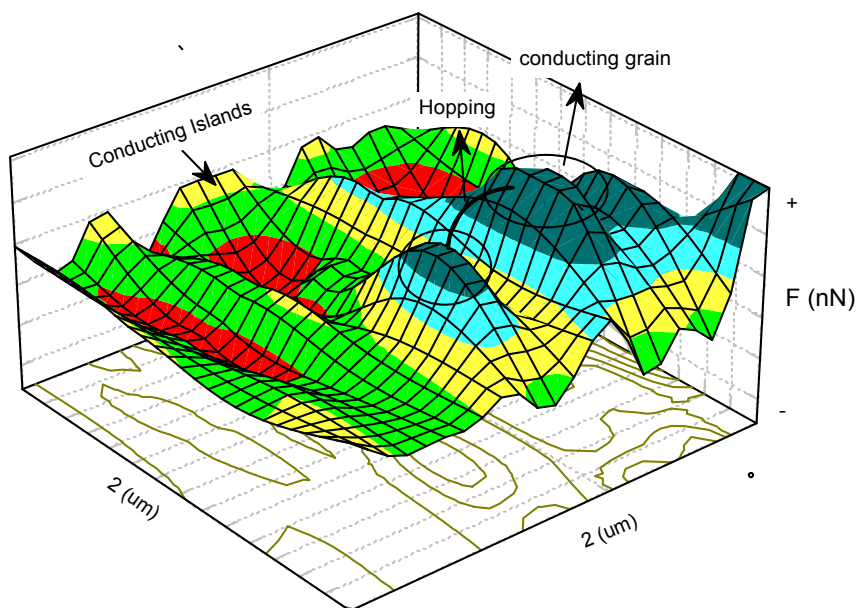 conducting grain
Hopping
Conducting Islands
+
F (nN)
-
2 (um)
2 (um)